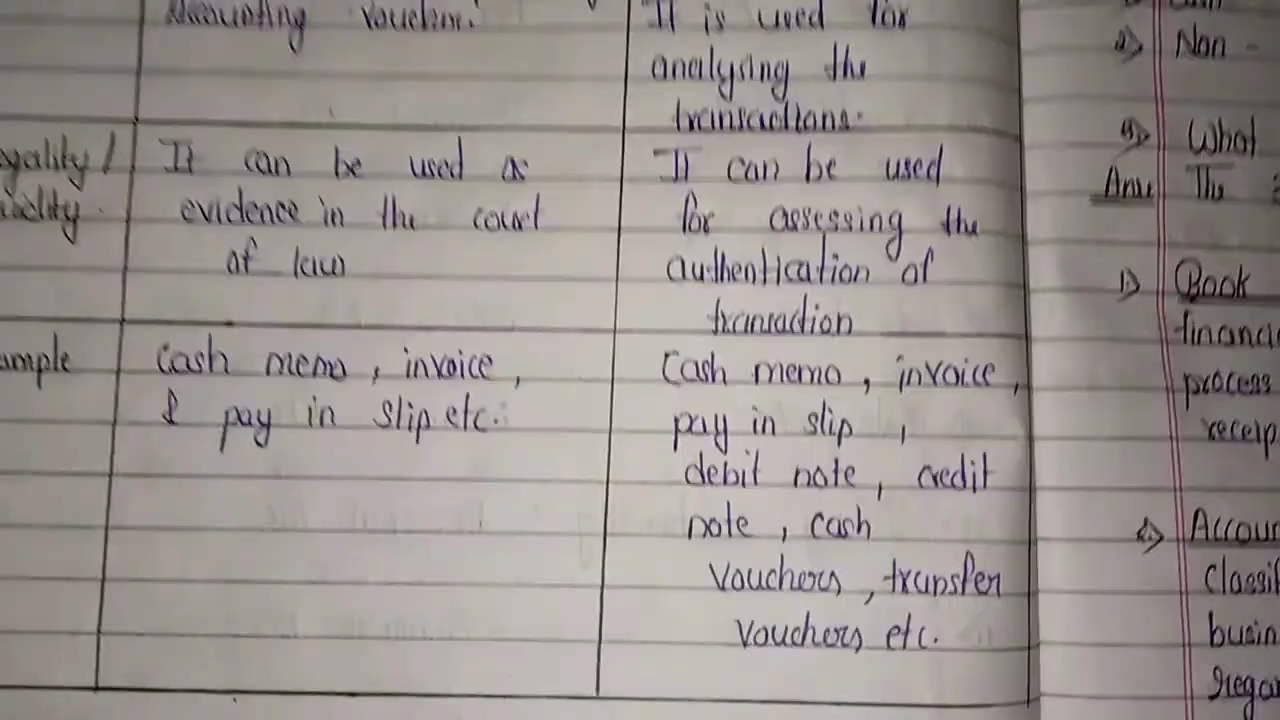 Accounting voucher.
It is used for
analysing the
transactions.
It can be used as
evidence in the court
of law
It can be used
for assessing the
authentication of
transaction
Cash memo, invoice,
& pay in slip etc.
Cash memo, invoice,
pay in slip,
debit note, credit
note, cash
vouchers, transfer
vouchers etc.
Non -
What
Ans The
1) Book
process
Accoun
Classif
busin